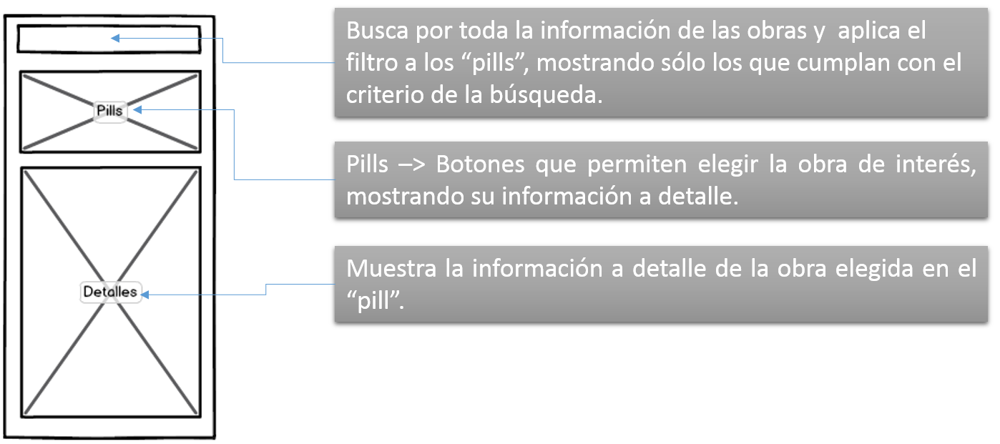 Busca por toda la información de las obras y aplica el
filtro a los “pills”, mostrando sólo los que cumplan con el
criterio de la búsqueda.
Pills
Pills –> Botones que permiten elegir la obra de interés,
mostrando su información a detalle.
Detalles
Muestra la información a detalle de la obra elegida en el
“pill”.